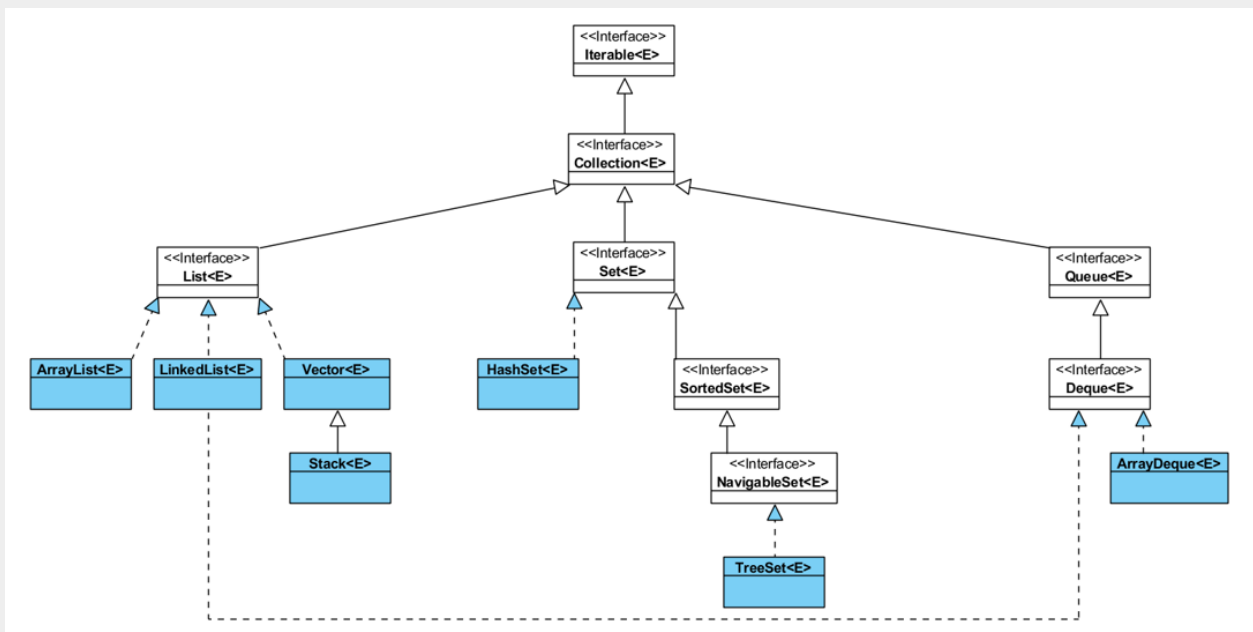 <<Interface>>
Iterable<E>
<<Interface>>
Collection<E>
<<Interface>>
List<E>
<<Interface>>
Set<E>
<<Interface>>
Queue<E>
ArrayList<E>
LinkedList<E>
Vector<E>
HashSet<E>
<<Interface>>
SortedSet<E>
<<Interface>>
Deque<E>
Stack<E>
<<Interface>>
NavigableSet<E>
ArrayDeque<E>
TreeSet<E>